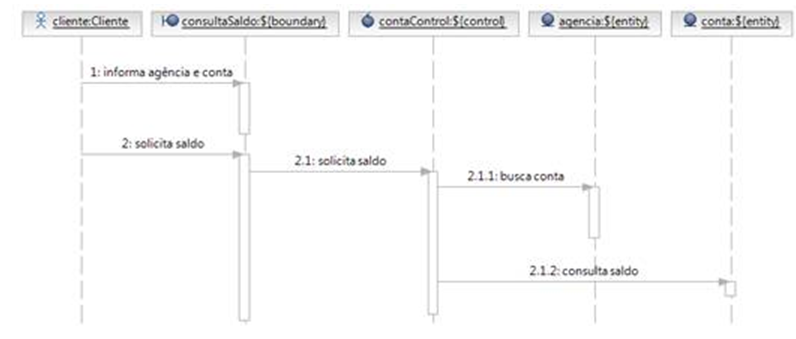 cliente:Cliente
consultaSaldo:${boundary}
contaControl:${control}
agencia:${entity}
conta:${entity}
1: informa agência e conta
2: solicita saldo
2.1: solicita saldo
2.1.1: busca conta
2.1.2: consulta saldo